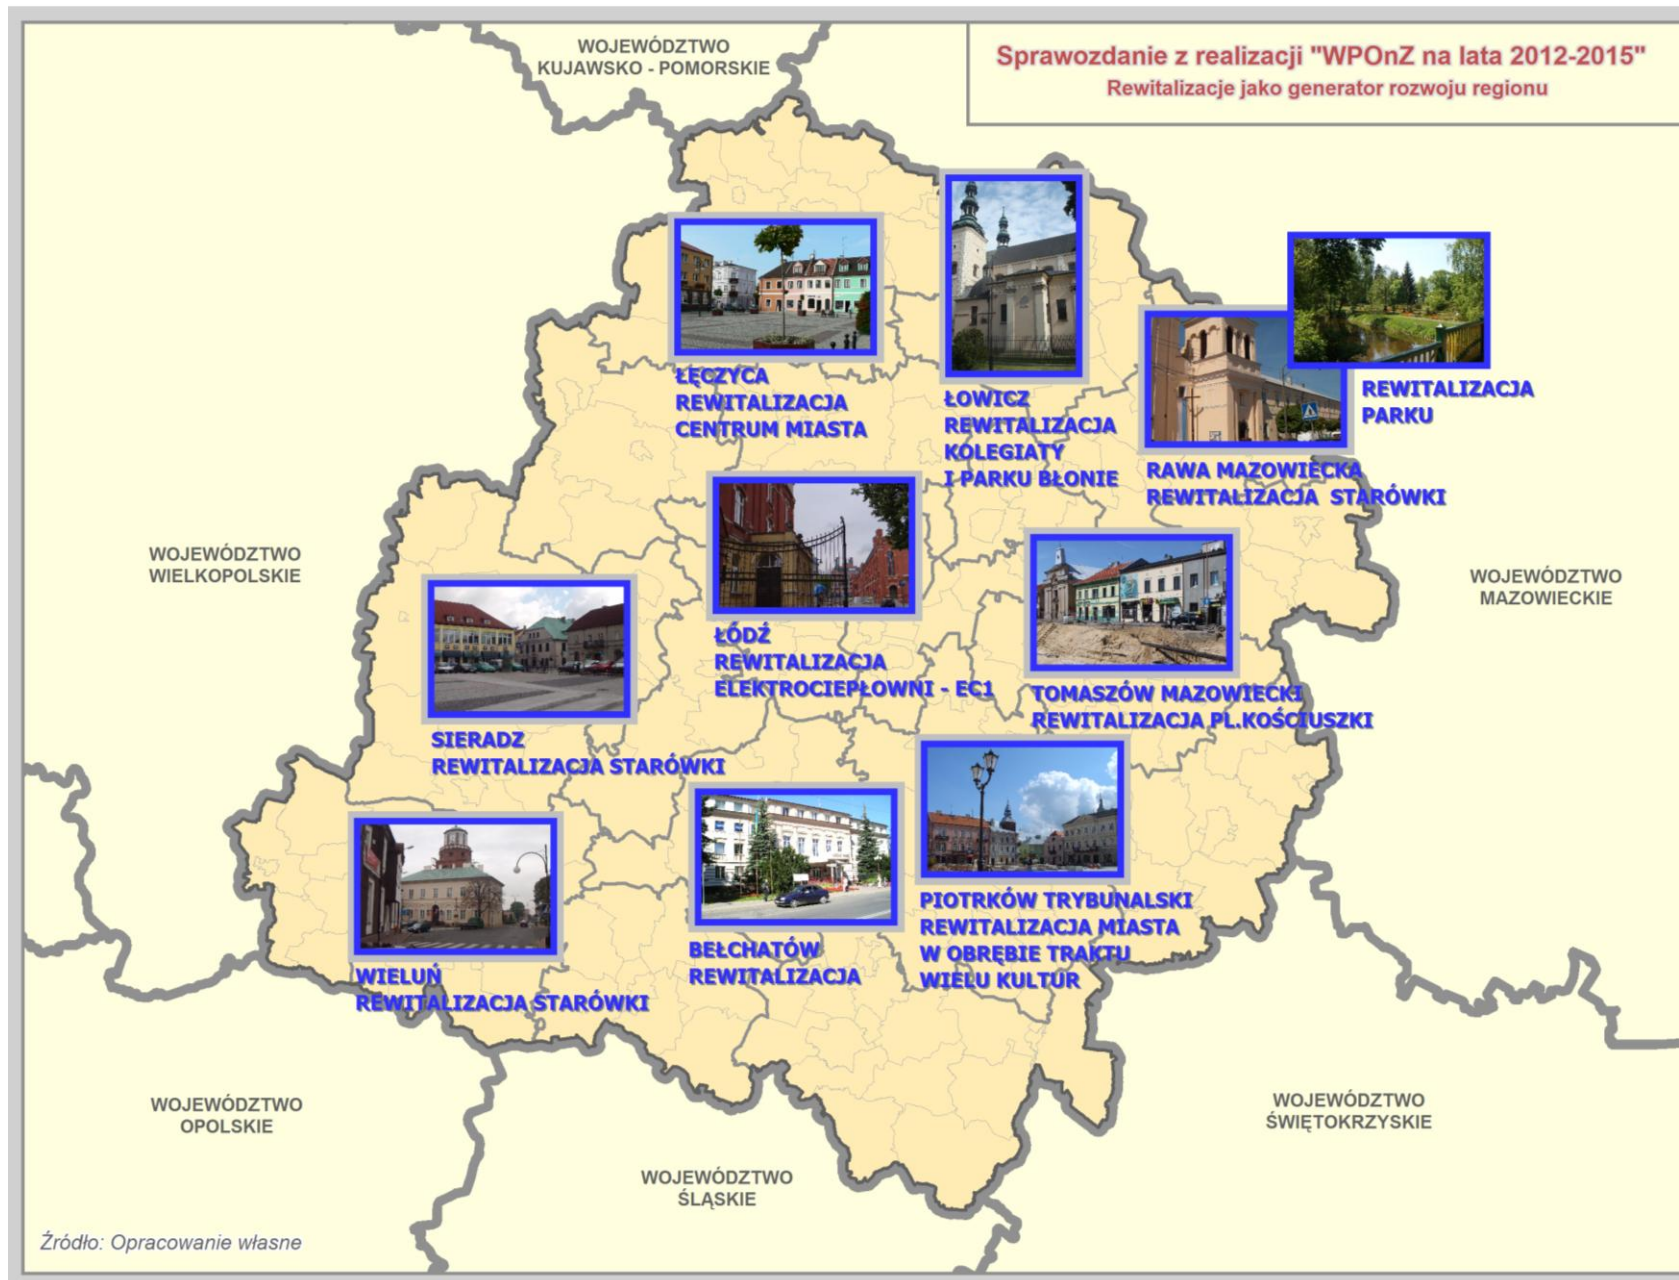 WOJEWÓDZTWO
KUJAWSKO - POMORSKIE
Sprawozdanie z realizacji "WPOnZ na lata 2012-2015"
Rewitalizacje jako generator rozwoju regionu
ŁĘCZYCA
REWITALIZACJA
CENTRUM MIASTA
ŁOWICZ
REWITALIZACJA
KOLEGIATY
I PARKU BŁONIE
REWITALIZACJA
PARKU
RAWA MAZOWIECKA
REWITALIZACJA STARÓWKI
WOJEWÓDZTWO
WIELKOPOLSKIE
WOJEWÓDZTWO
MAZOWIECKIE
ŁÓDŹ
REWITALIZACJA
ELEKTROCIEPŁOWNI - EC1
TOMASZÓW MAZOWIECKI
REWITALIZACJA PL.KOŚCIUSZKI
SIERADZ
REWITALIZACJA STARÓWKI
PIOTRKÓW TRYBUNALSKI
REWITALIZACJA MIASTA
W OBRĘBIE TRAKTU
WIELU KULTUR
BEŁCHATÓW
REWITALIZACJA
WIELUŃ
REWITALIZACJA STARÓWKI
WOJEWÓDZTWO
OPOLSKIE
WOJEWÓDZTWO
ŚWIĘTOKRZYSKIE
WOJEWÓDZTWO
ŚLĄSKIE
Źródło: Opracowanie własne